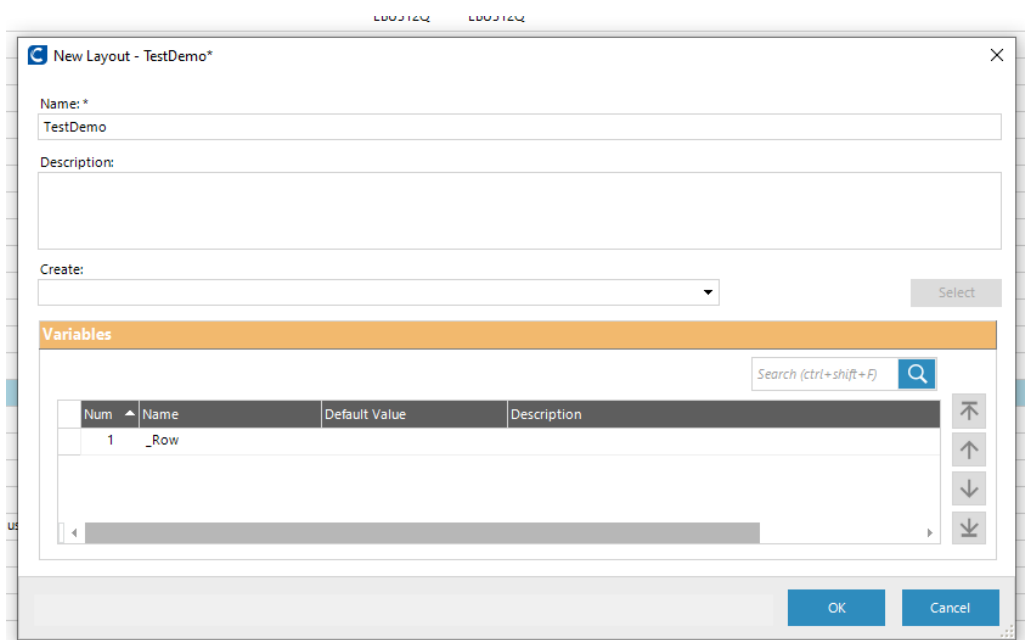 New Layout - TestDemo*
Name: *
TestDemo
Description:
Create:
Select
Variables
Search (ctrl+shift+F)
Num Name Default Value Description
1 _Row
us
OK Cancel